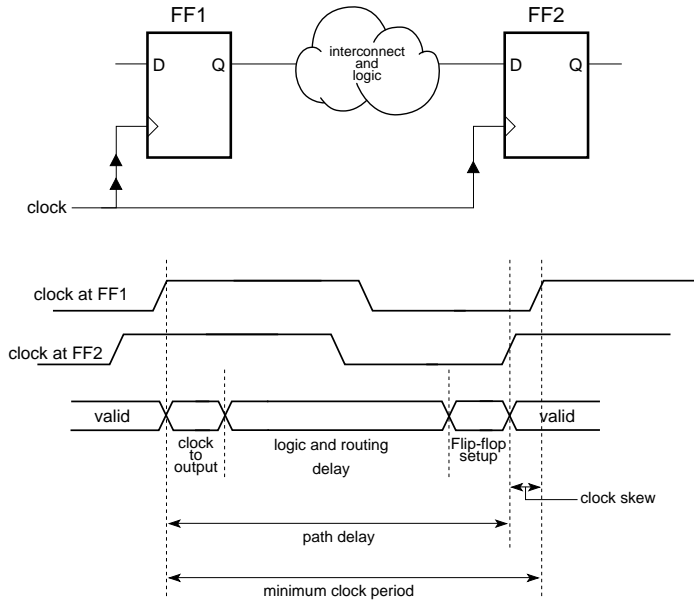 FF1
FF2
interconnect
and
logic
D
Q
D
Q
clock
clock at FF1
clock at FF2
valid
valid
clock
to
output
logic and routing
delay
Flip-flop
setup
clock skew
path delay
minimum clock period